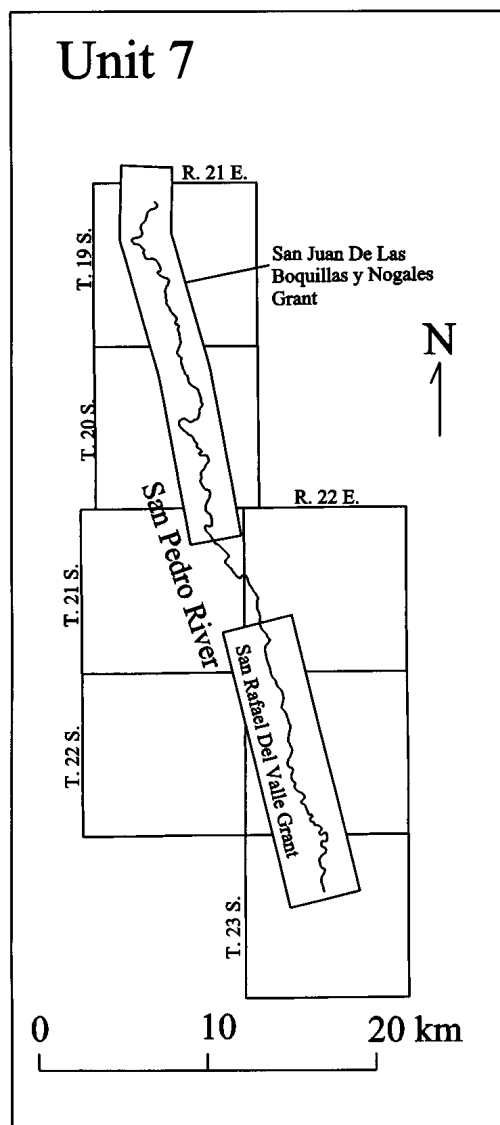 Unit 7
R. 21 E.
T. 19 S.
San Juan De Las
Boquillas y Nogales
Grant
N
T. 20 S.
San Pedro River
R. 22 E.
T. 21 S.
San Rafael Del Valle Grant
T. 22 S.
T. 23 S.
0 10 20 km